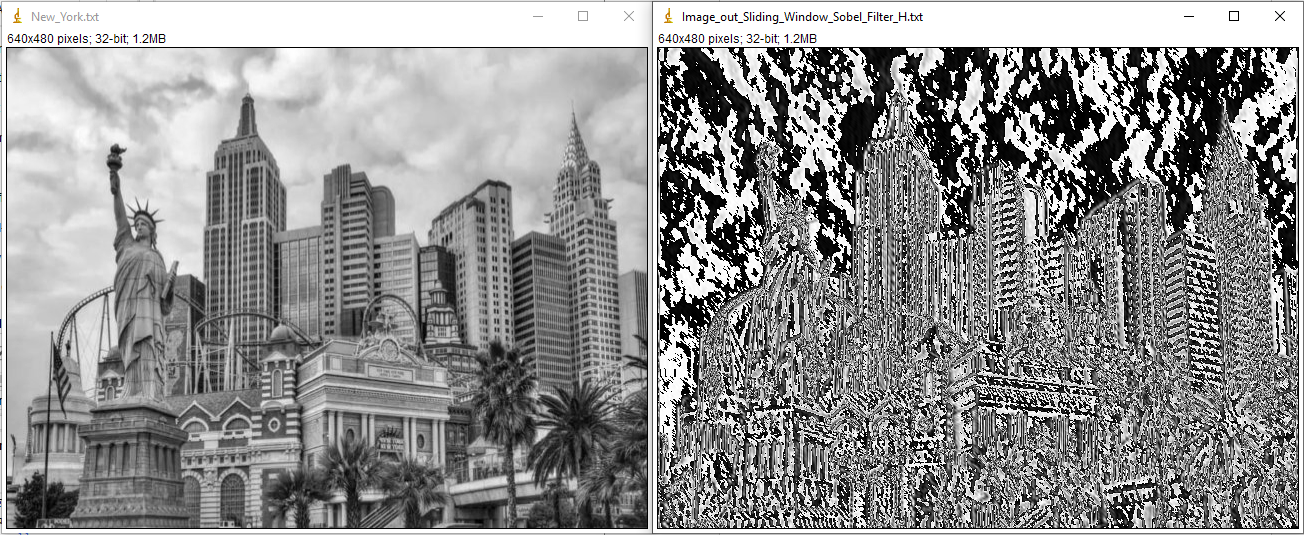 New_York.txt
640x480 pixels; 32-bit; 1.2MB
Image_out_Sliding_Window_Sobel_Filter_H.txt
640x480 pixels; 32-bit; 1.2MB